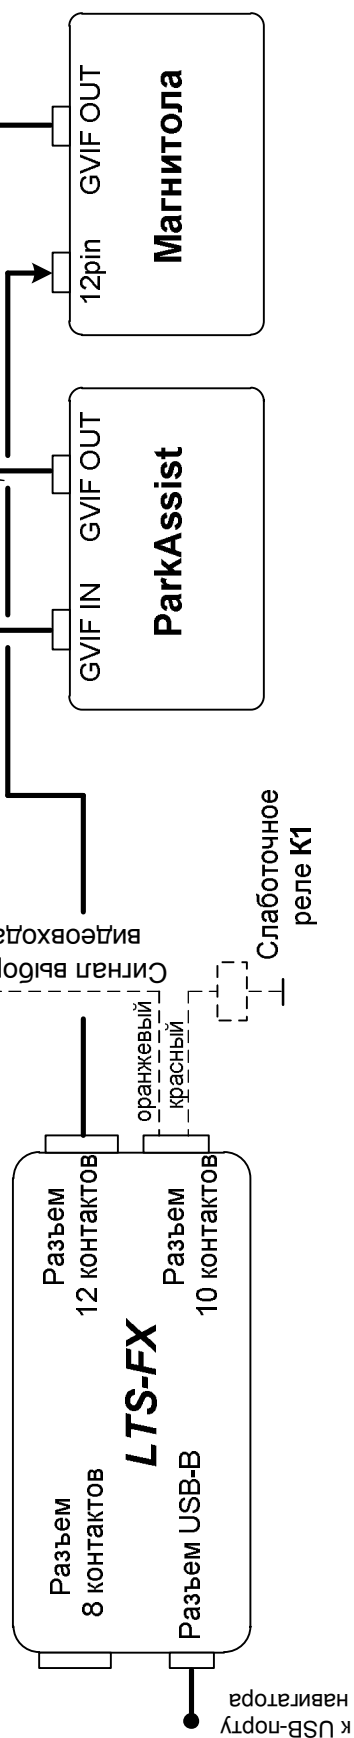 GVIF OUT
12pin
Магнитола
GVIF OUT
GVIF IN
ParkAssist
Сигнал
видеовхода
оранжевый
красный
Слаботочное
реле К1
Разъем
12 контактов
Разъем
10 контактов
LTS-FX
Разъем
8 контактов
Разъем USB-B
к USB-порту
навигатора